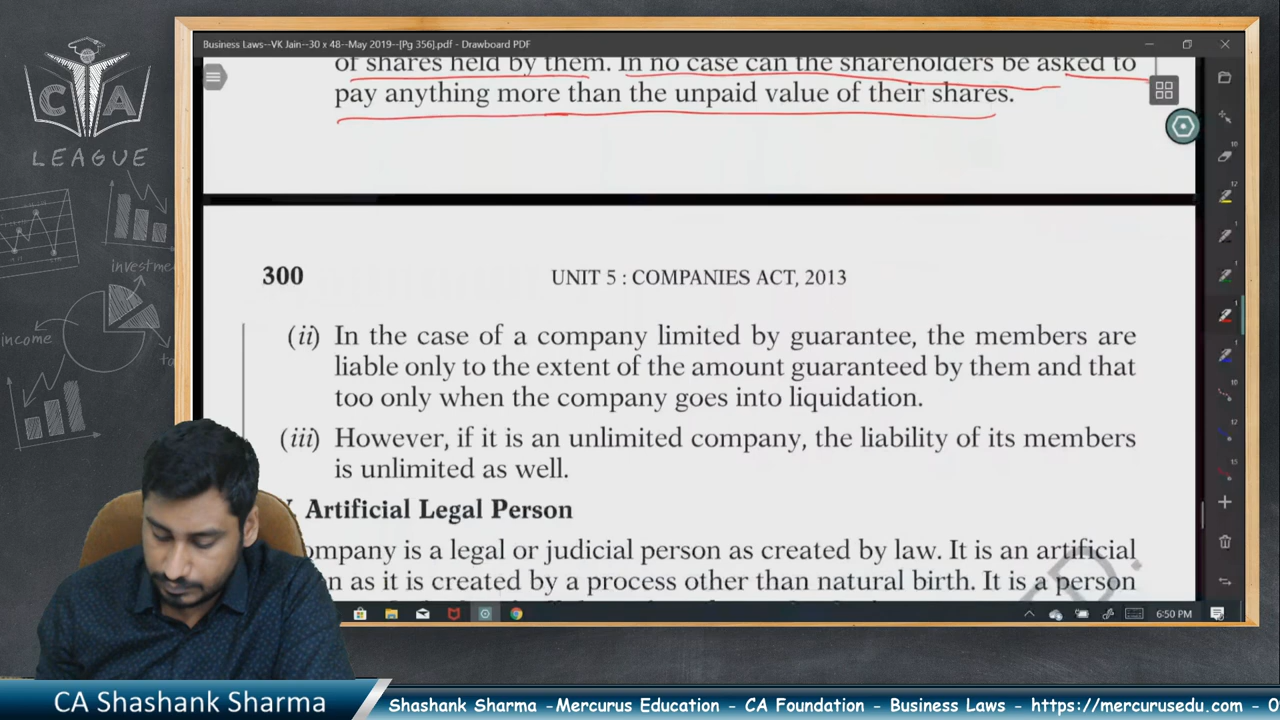 Business Laws--VK Jain--30 x 48--May 2019--[Pg 356].pdf - Drawboard PDF
of shares held by them. In no case can the shareholders be asked to
pay anything more than the unpaid value of their shares.
CA
LEAGUE
300
UNIT 5 : COMPANIES ACT, 2013
investme
income
(ii) In the case of a company limited by guarantee, the members are
liable only to the extent of the amount guaranteed by them and that
too only when the company goes into liquidation.
(iii) However, if it is an unlimited company, the liability of its members
is unlimited as well.
. Artificial Legal Person
ompany is a legal or judicial person as created by law. It is an artificial
n as it is created by a process other than natural birth. It is a person
6:50 PM
CA Shashank Sharma
Shashank Sharma -Mercurus Education - CA Foundation - Business Laws - https://mercurusedu.com - O